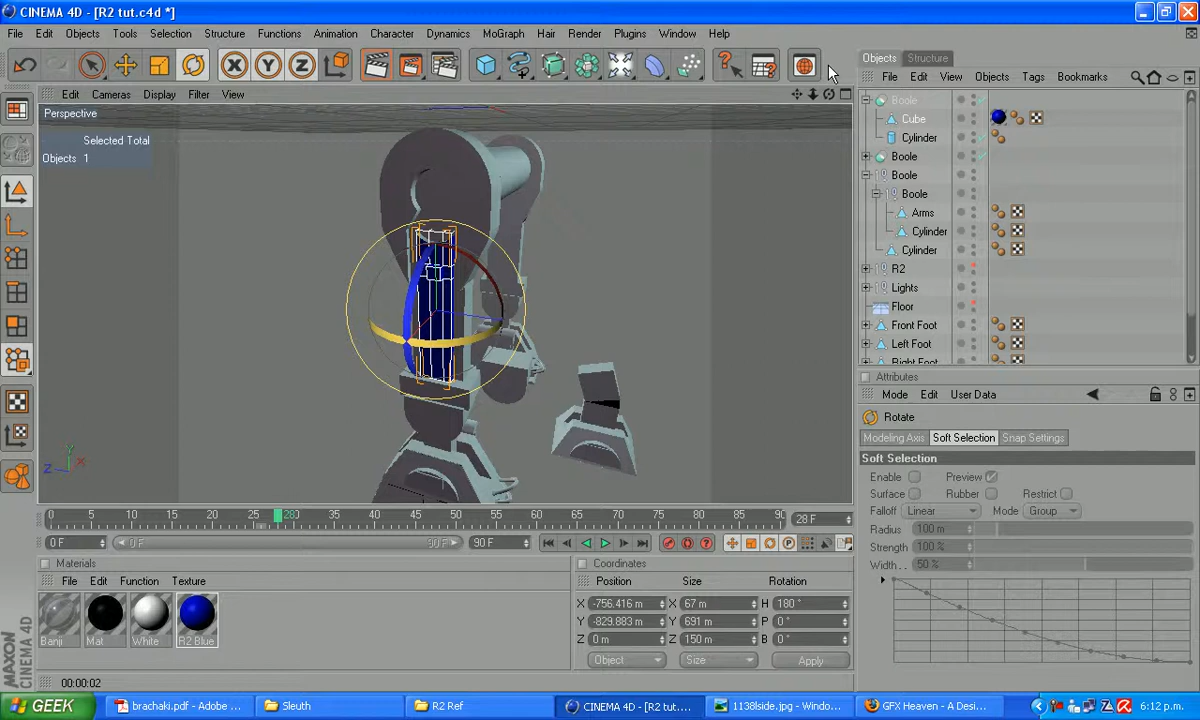 CINEMA 4D - [R2 tut.c4d *]
File Edit Objects Tools Selection Structure Functions Animation Character Dynamics MoGraph Hair Render Plugins Window Help
Objects Structure
File Edit View Objects Tags Bookmarks
Edit Cameras Display Filter View
Perspective
Selected Total
Objects 1
Boole
Cube
Cylinder
Boole
Boole
Boole
Arms
Cylinder
Cylinder
R2
Lights
Floor
Front Foot
Left Foot
Right Foot
Attributes
Mode Edit User Data
Rotate
Modeling Axis Soft Selection Snap Settings
Soft Selection
Enable Preview
Surface Rubber Restrict
Falloff Linear Mode Group
Radius 100 m
Strength 100 %
Width . . 50 %
0 5 10 15 20 25 280 35 40 45 50 55 60 65 70 75 80 85 90 28 F
0 F 0 F 90 F 90 F
Materials
File Edit Function Texture
Banji Mat White R2 Blue
Coordinates
Position Size Rotation
X -756.416 m X 67 m H 180 °
Y -829.883 m Y 691 m P 0 °
Z 0 m Z 150 m B 0 °
Object Size Apply
MAXON
CINEMA 4D
00:00:02
GEEK brachaki.pdf - Adobe ... Sleuth R2 Ref CINEMA 4D - [R2 tut.... 1138lside.jpg - Windo... GFX Heaven - A Desi... 6:12 p.m.